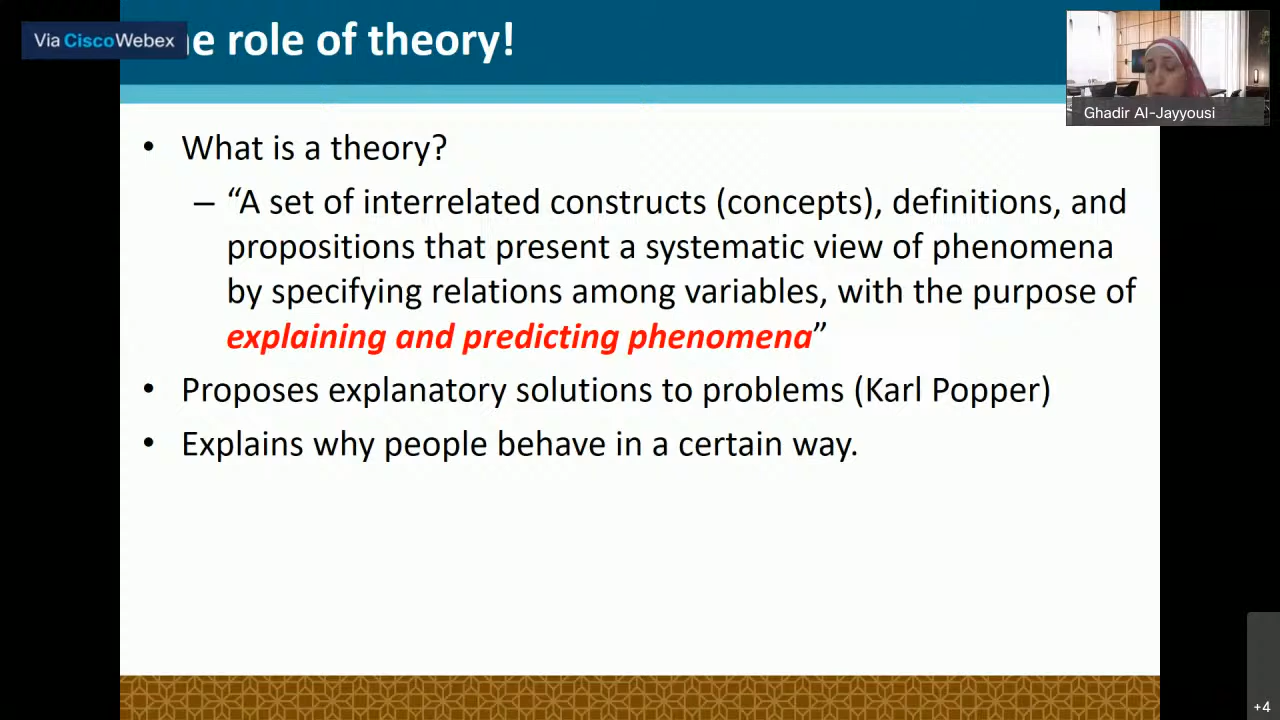 Via CiscoWebex
e role of theory!
Ghadir Al-Jayyousi
• What is a theory?
– “A set of interrelated constructs (concepts), definitions, and
propositions that present a systematic view of phenomena
by specifying relations among variables, with the purpose of
explaining and predicting phenomena”
• Proposes explanatory solutions to problems (Karl Popper)
• Explains why people behave in a certain way.
+4